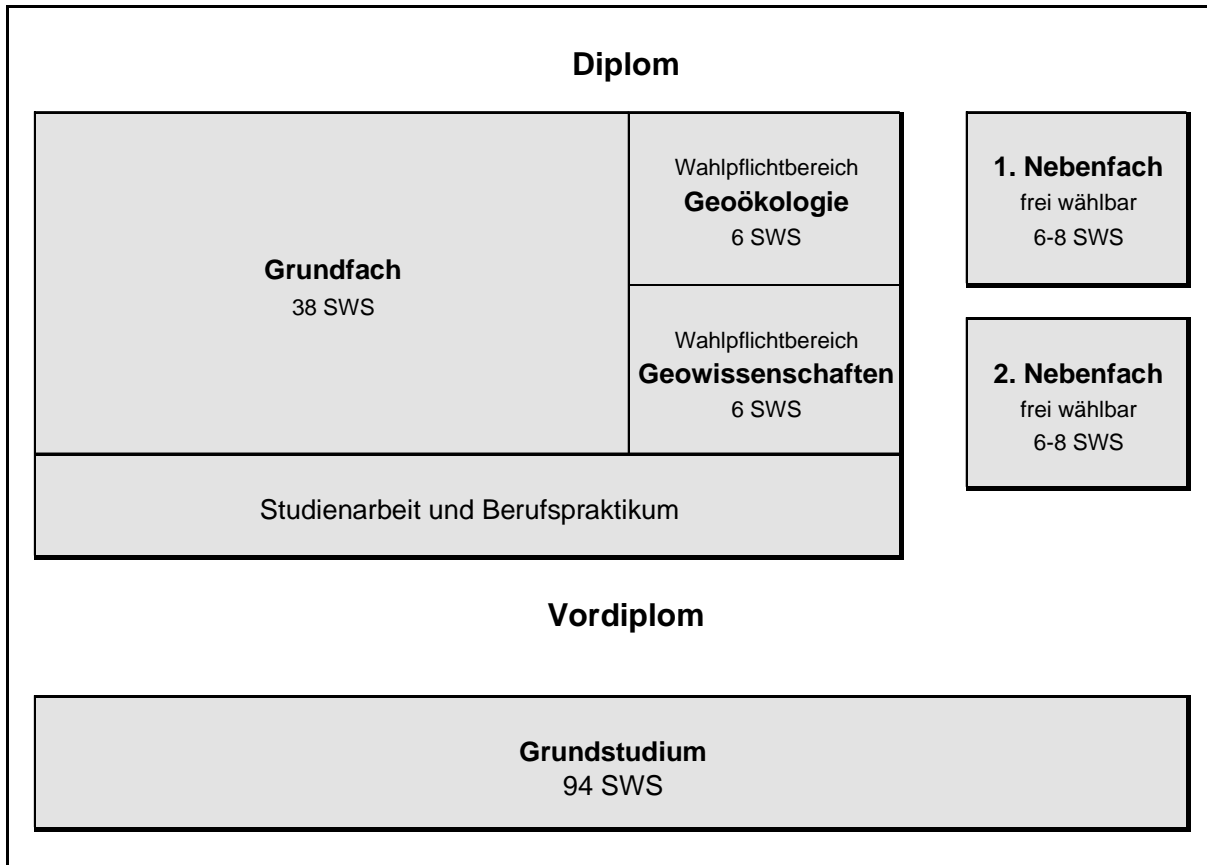 Diplom
Grundfach
38 SWS
Wahlpflichtbereich
Geoökologie
6 SWS
Wahlpflichtbereich
Geowissenschaften
6 SWS
1. Nebenfach
frei wählbar
6-8 SWS
2. Nebenfach
frei wählbar
6-8 SWS
Studienarbeit und Berufspraktikum
Vordiplom
Grundstudium
94 SWS